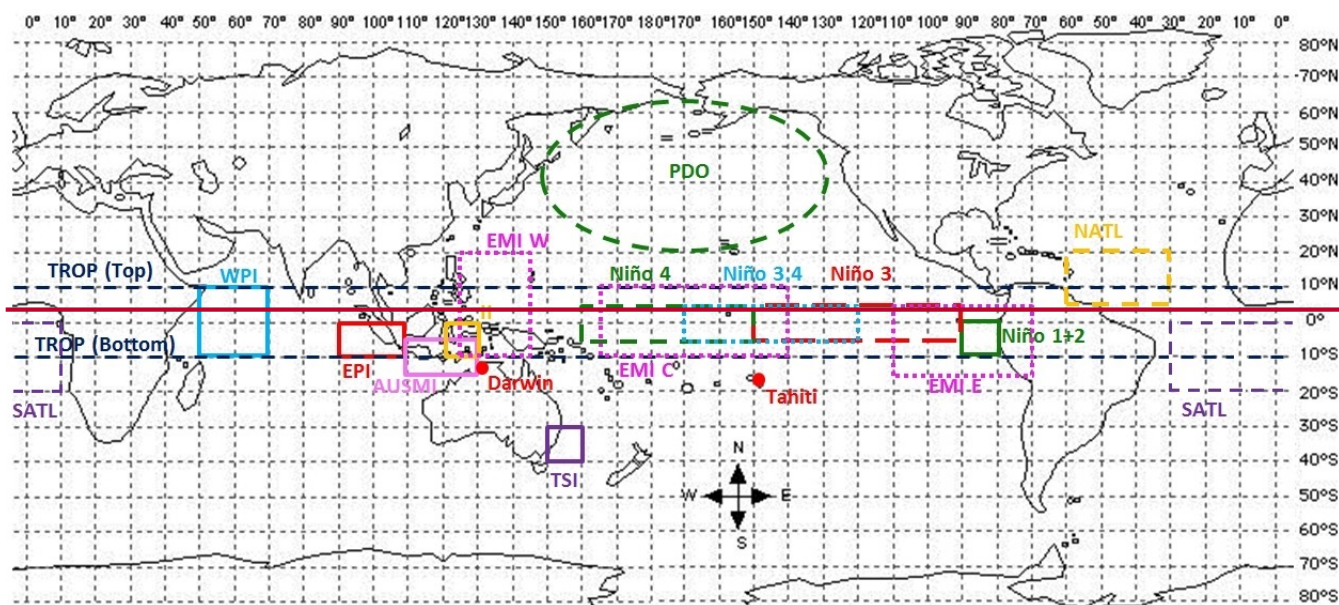 0° 10° 20° 30° 40° 50° 60° 70° 80° 90° 100° 110° 120° 130° 140° 150° 160° 170° 180° 170° 160° 150° 140° 130° 120° 110° 100° 90° 80° 70° 60° 50° 40° 30° 20° 10° 0°
80°N
70°N
60°N
50°N
PDO
40°N
30°N
NATL
EMI W
20°N
TROP (Top)
WPI
Niño 4
Niño 3.4
Niño 3
10°N
II
0°
Niño 1+2
TROP (Bottom)
10°S
EPI
EMI C
AUSMI
Darwin
EMI E
Tahiti
20°S
SATL
SATL
30°S
N
40°S
TSI
W
E
50°S
S
60°S
70°S
80°S